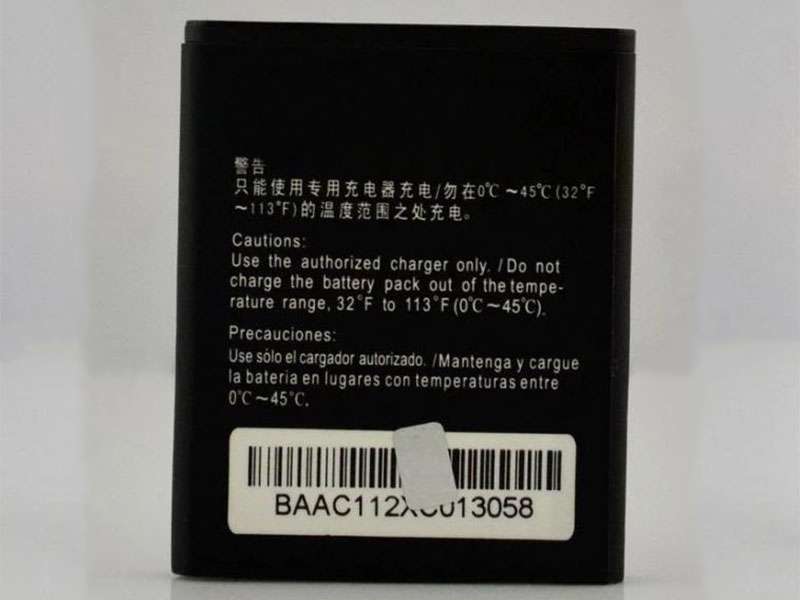 警告
只能使用专用充电器充电/勿在0℃～45℃(32°F
～113°F)的温度范围之处充电。
Cautions:
Use the authorized charger only. / Do not
charge the battery pack out of the tempe-
rature range, 32°F to 113°F (0℃～45℃).
Precauciones:
Use sólo el cargador autorizado. /Mantenga y cargue
la bateria en lugares con temperaturas entre
0℃～45℃.